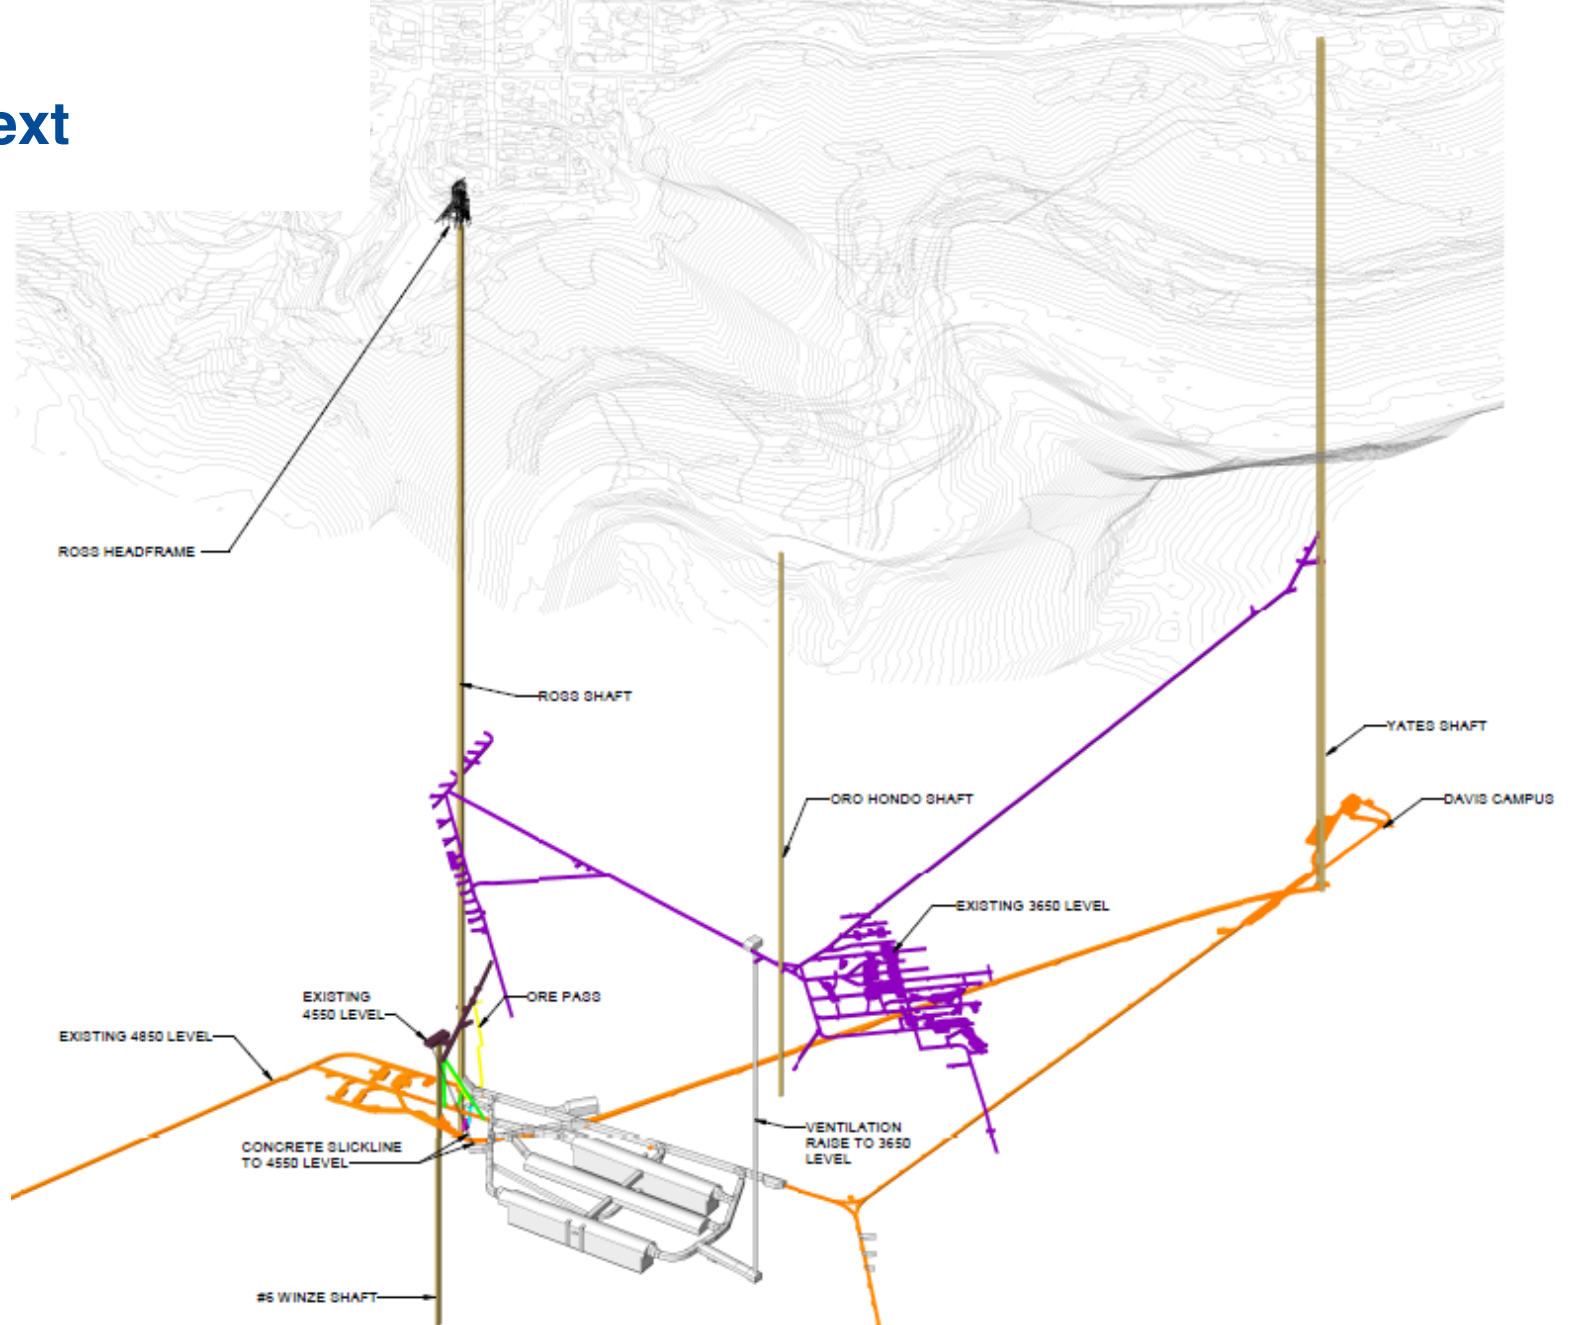 ext
ROSS HEADFRAME
ROSS SHAFT
YATES SHAFT
ORO HONDO SHAFT
DAVIS CAMPUS
EXISTING 3650 LEVEL
EXISTING
4550 LEVEL
ORE PASS
EXISTING 4850 LEVEL
CONCRETE SLICKLINE
TO 4550 LEVEL
VENTILATION
RAISE TO 3650
LEVEL
#6 WINZE SHAFT